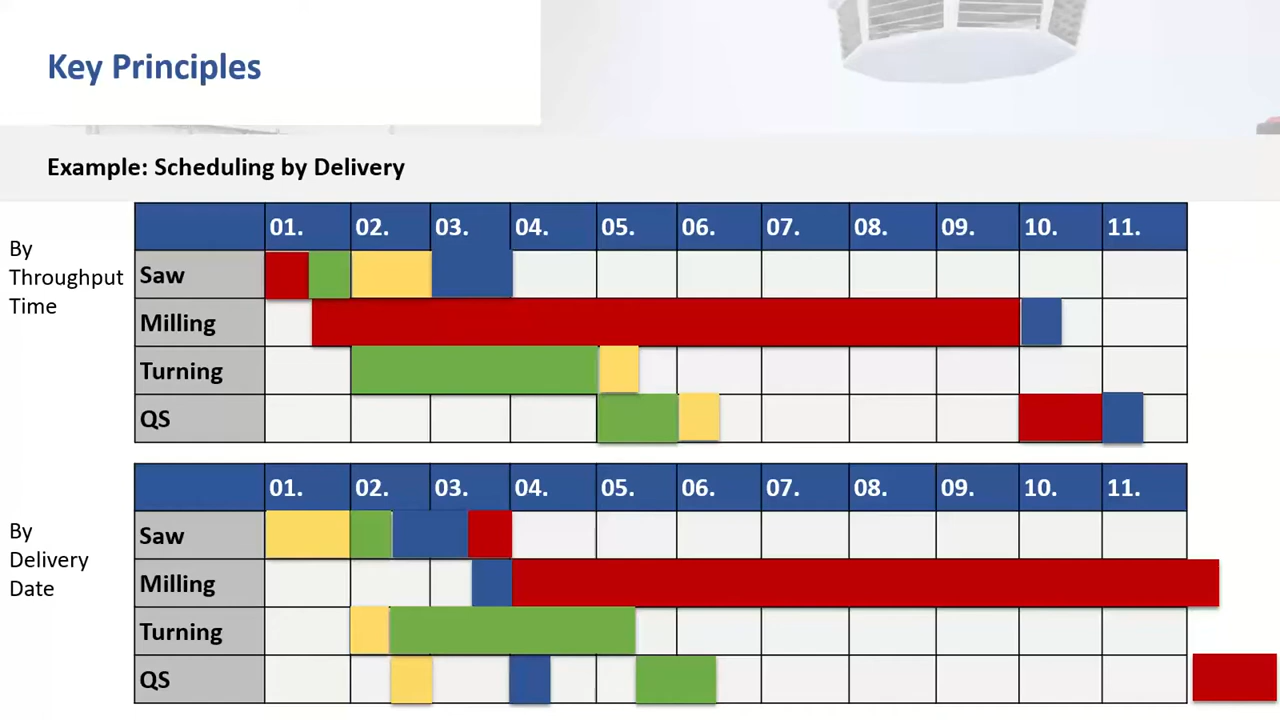 Key Principles
Example: Scheduling by Delivery
By
Throughput
Time
01. 02. 03. 04. 05. 06. 07. 08. 09. 10. 11.
Saw
Milling
Turning
QS
By
Delivery
Date
01. 02. 03. 04. 05. 06. 07. 08. 09. 10. 11.
Saw
Milling
Turning
QS